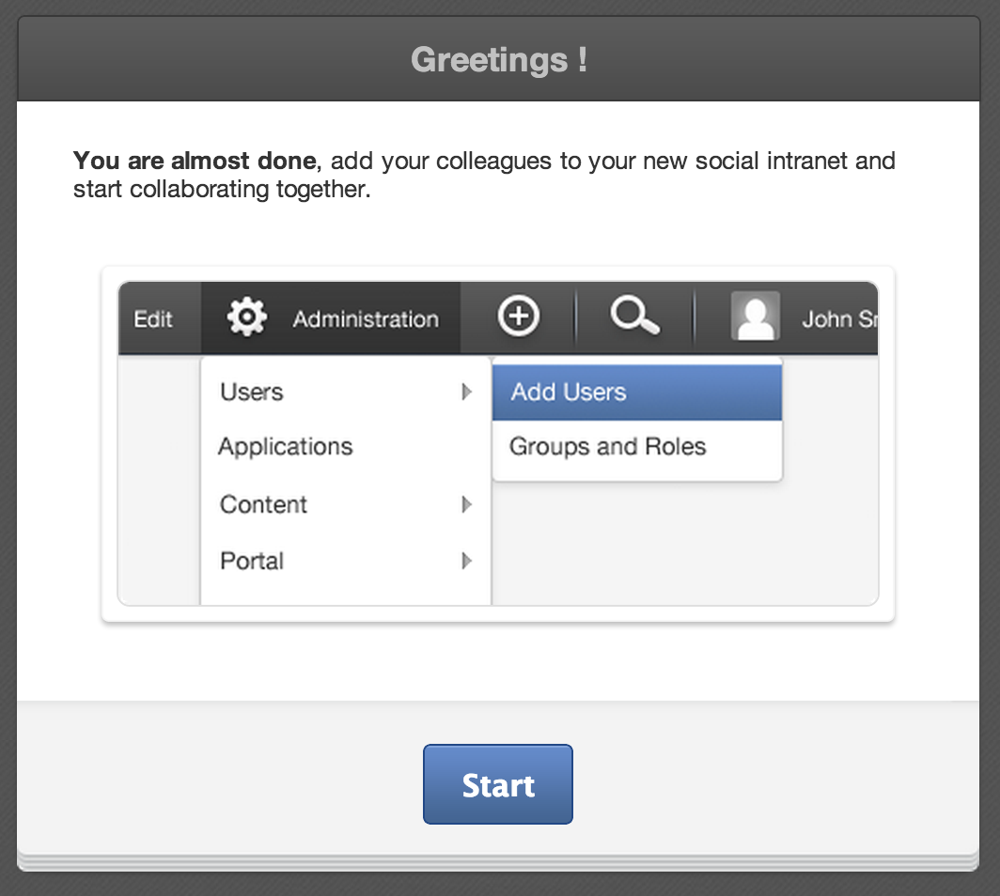 Greetings !
You are almost done, add your colleagues to your new social intranet and
start collaborating together.
Edit Administration John
Users Add Users
Applications Groups and Roles
Content
Portal
Start